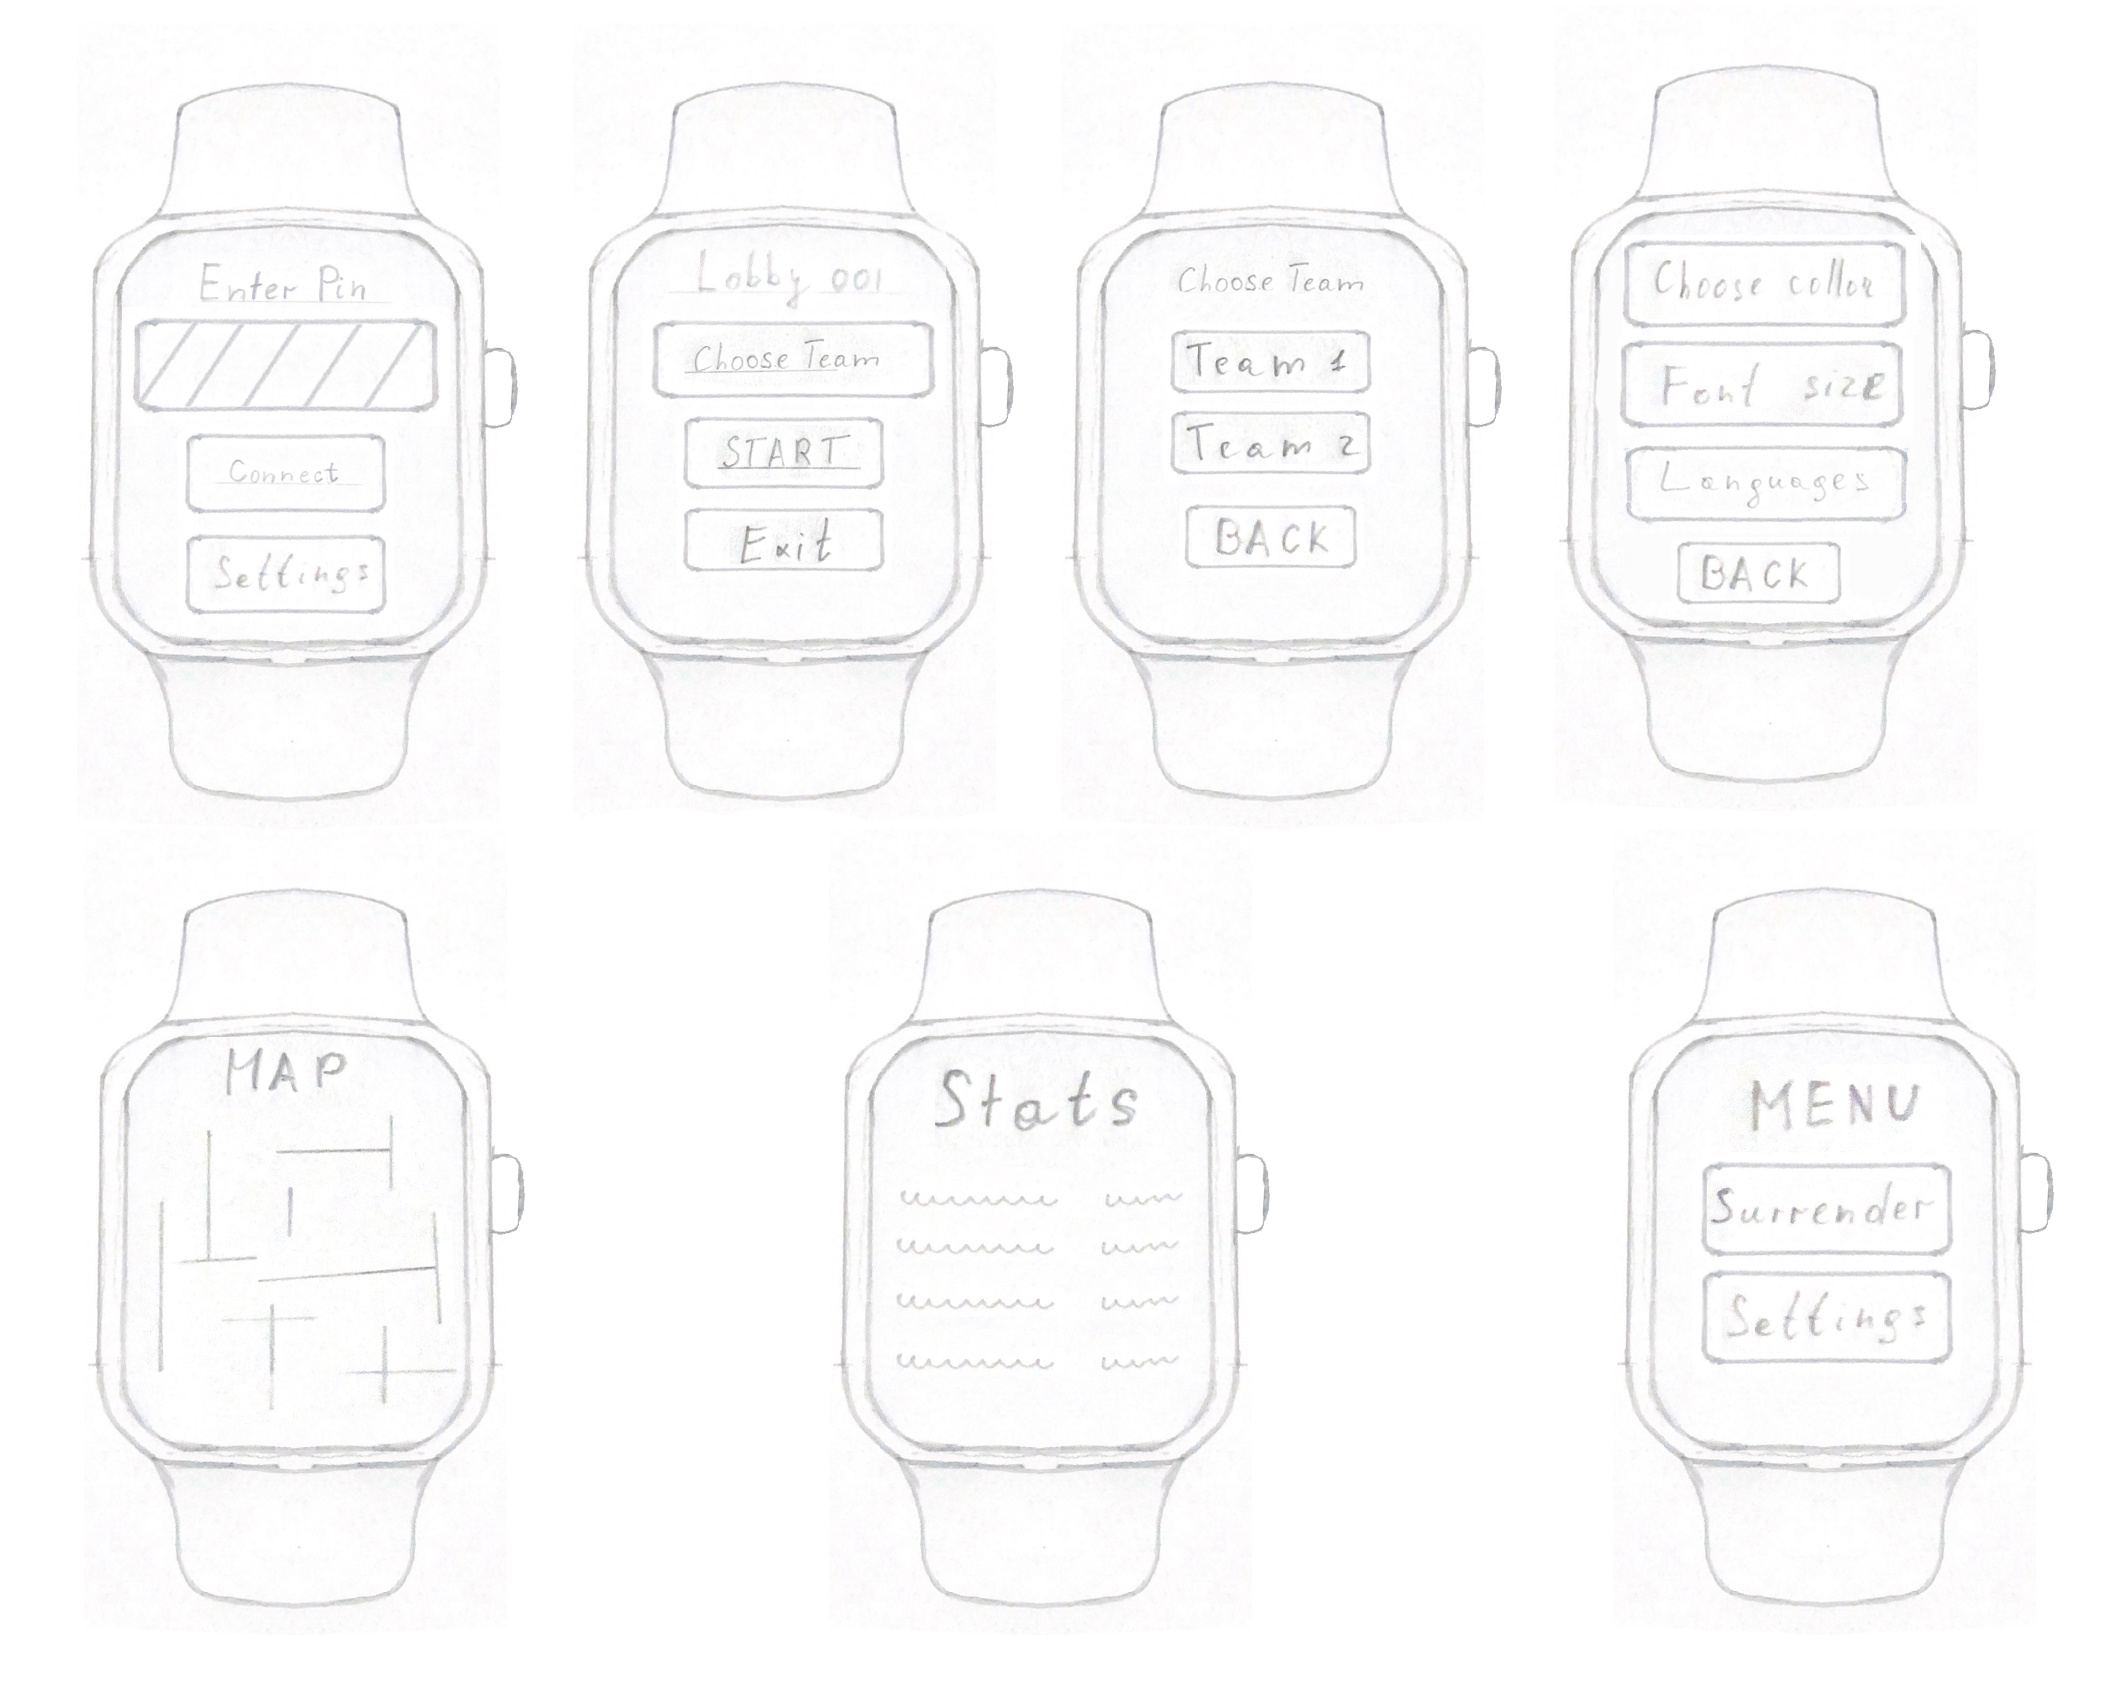 Enter Pin
Connect
Settings
Lobby 001
Choose Team
START
Exit
Choose Team
Team 1
Team 2
BACK
Choose collor
Font size
Languages
BACK
MAP
Stats
MENU
Surrender
Settings